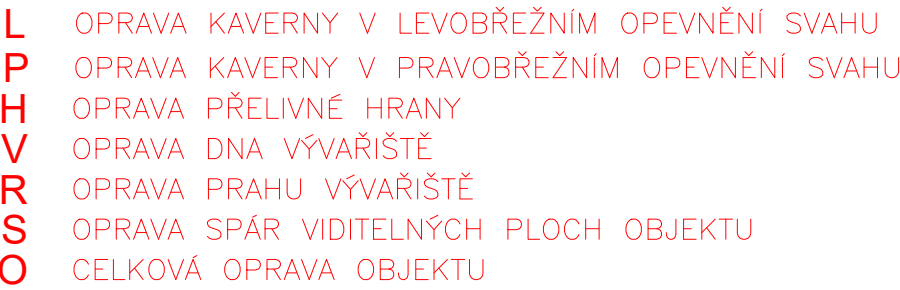 L OPRAVA KAVERNY V LEVOBŘEŽNÍM OPEVNĚNÍ SVAHU
P OPRAVA KAVERNY V PRAVOBŘEŽNÍM OPEVNĚNÍ SVAHU
H OPRAVA PŘELIVNÉ HRANY
V OPRAVA DNA VÝVAŘIŠTĚ
R OPRAVA PRAHU VÝVAŘIŠTĚ
S OPRAVA SPÁR VIDITELNÝCH PLOCH OBJEKTU
O CELKOVÁ OPRAVA OBJEKTU